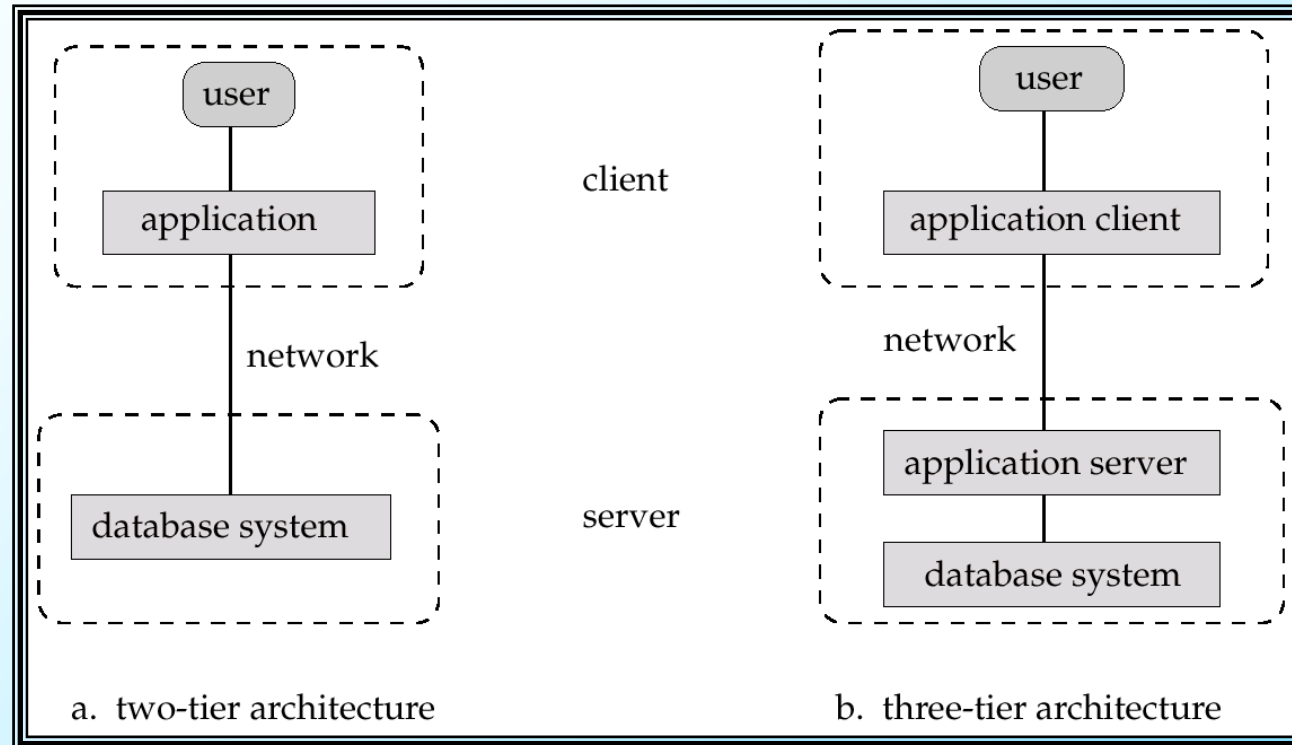 user
application
network
database system
a. two-tier architecture
client
server
user
application client
network
application server
database system
b. three-tier architecture